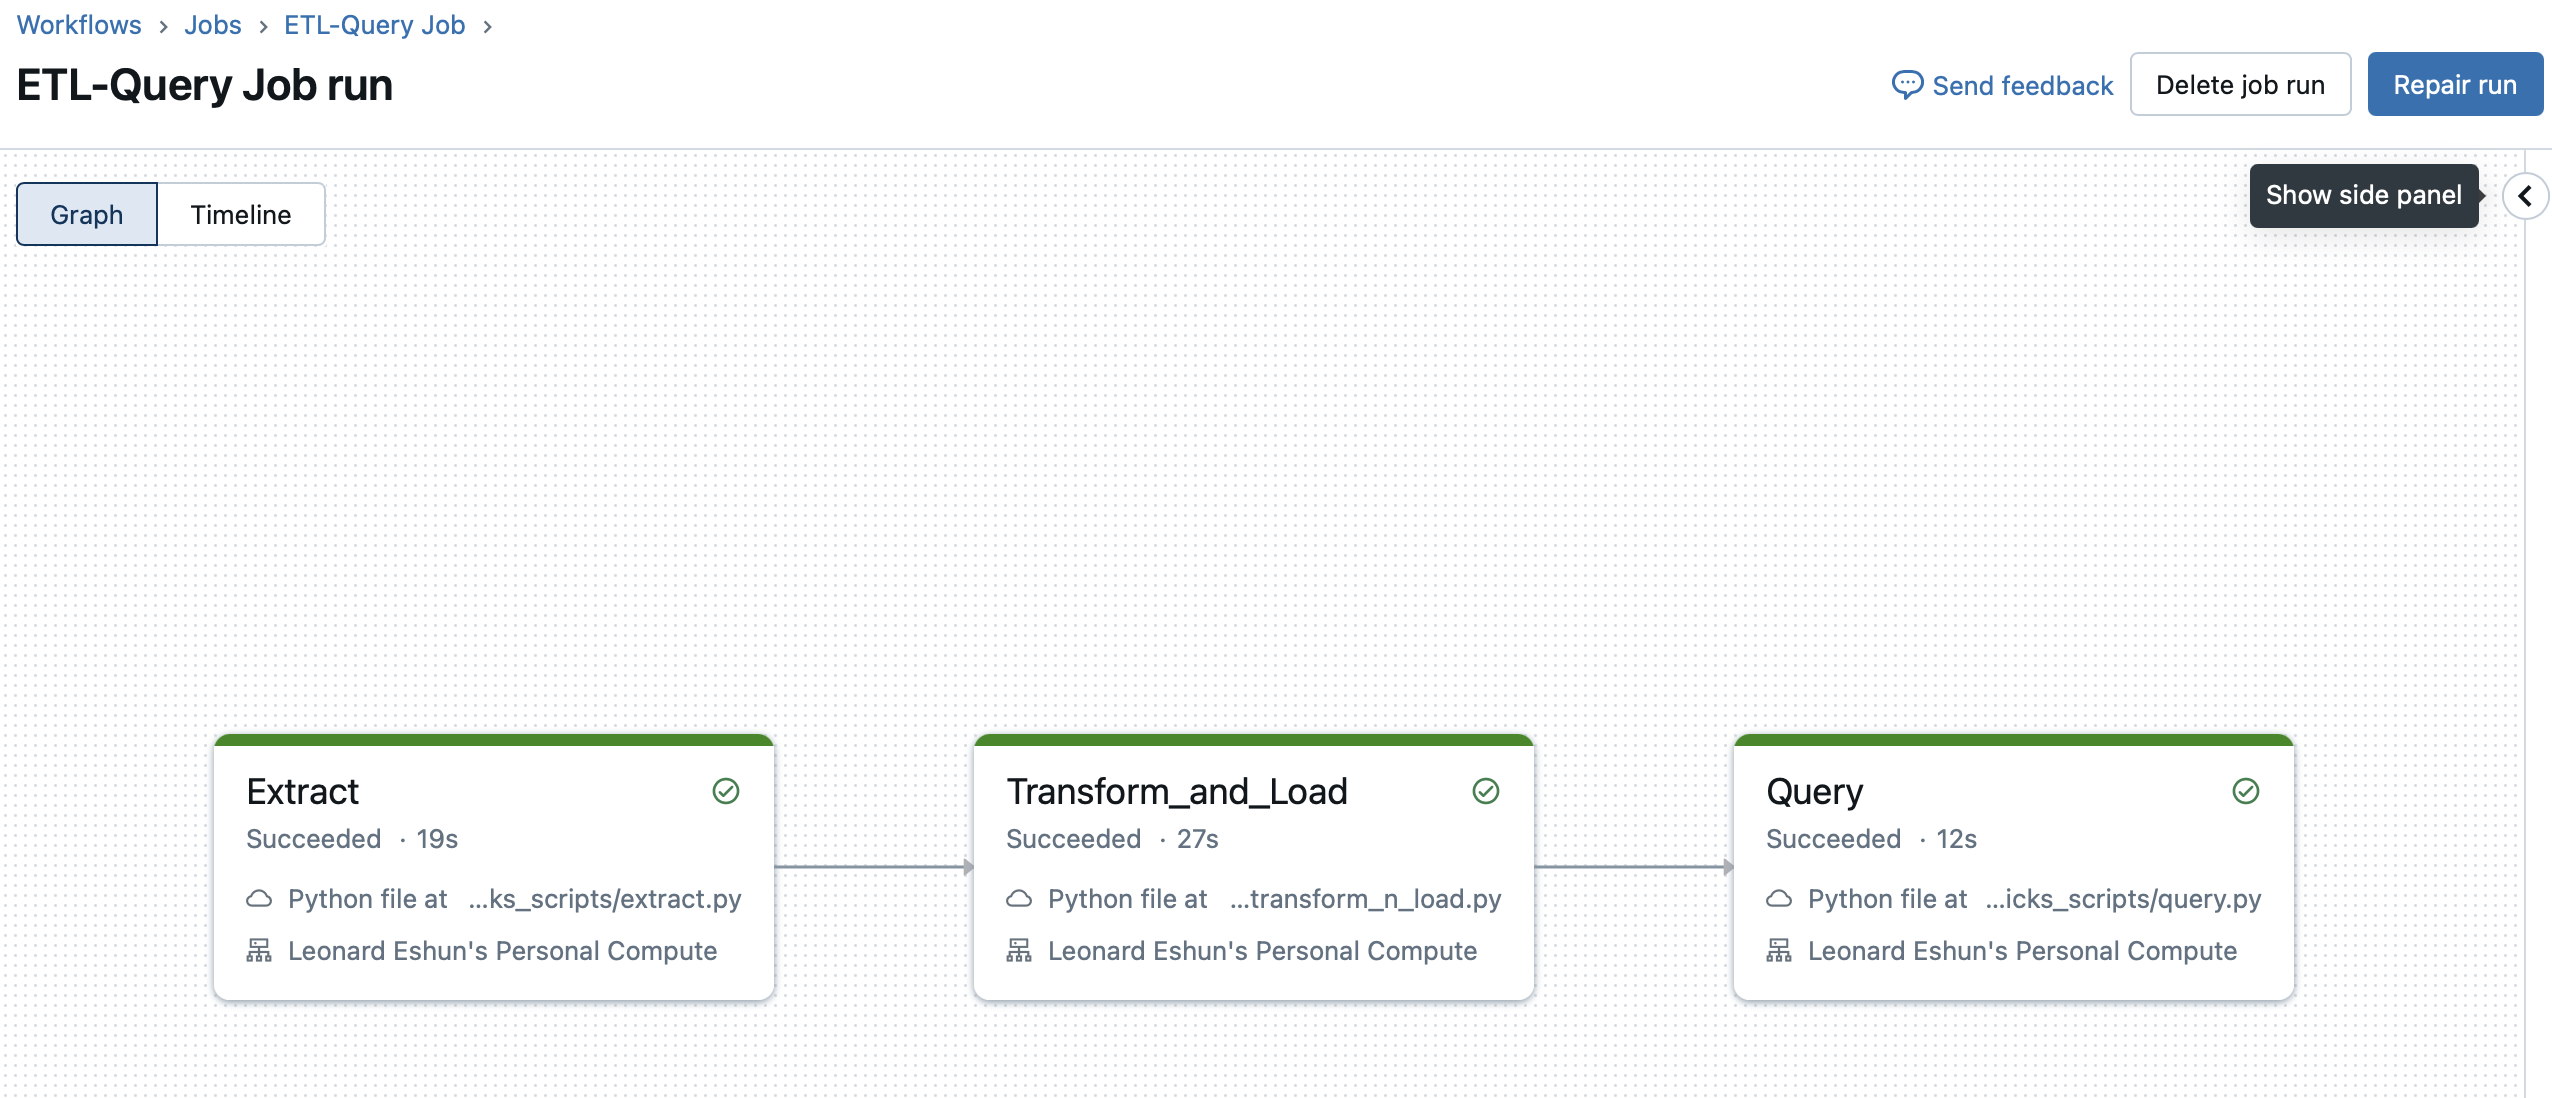 Workflows > Jobs > ETL-Query Job >
ETL-Query Job run
Send feedback
Delete job run
Repair run
Graph
Timeline
Show side panel
Extract
Succeeded · 19s
Python file at ...ks_scripts/extract.py
Leonard Eshun's Personal Compute
Transform_and_Load
Succeeded · 27s
Python file at ...transform_n_load.py
Leonard Eshun's Personal Compute
Query
Succeeded · 12s
Python file at ...icks_scripts/query.py
Leonard Eshun's Personal Compute